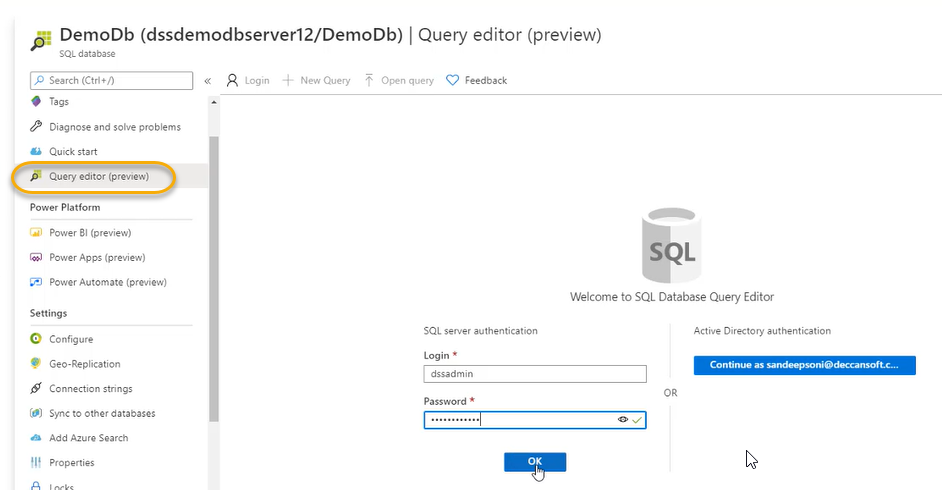 DemoDb (dssdemodbserver12/DemoDb) | Query editor (preview)
SQL database
Search (Ctrl+/)
«
Login
New Query
Open query
Feedback
Tags
Diagnose and solve problems
Quick start
Query editor (preview)
Power Platform
Power BI (preview)
Power Apps (preview)
Power Automate (preview)
Settings
Configure
Geo-Replication
Connection strings
Sync to other databases
Add Azure Search
Properties
Locks
SQL
Welcome to SQL Database Query Editor
SQL server authentication
Login *
dssadmin
Password *
••••••••••••
OK
OR
Active Directory authentication
Continue as sandeepsoni@deccansoft.c...